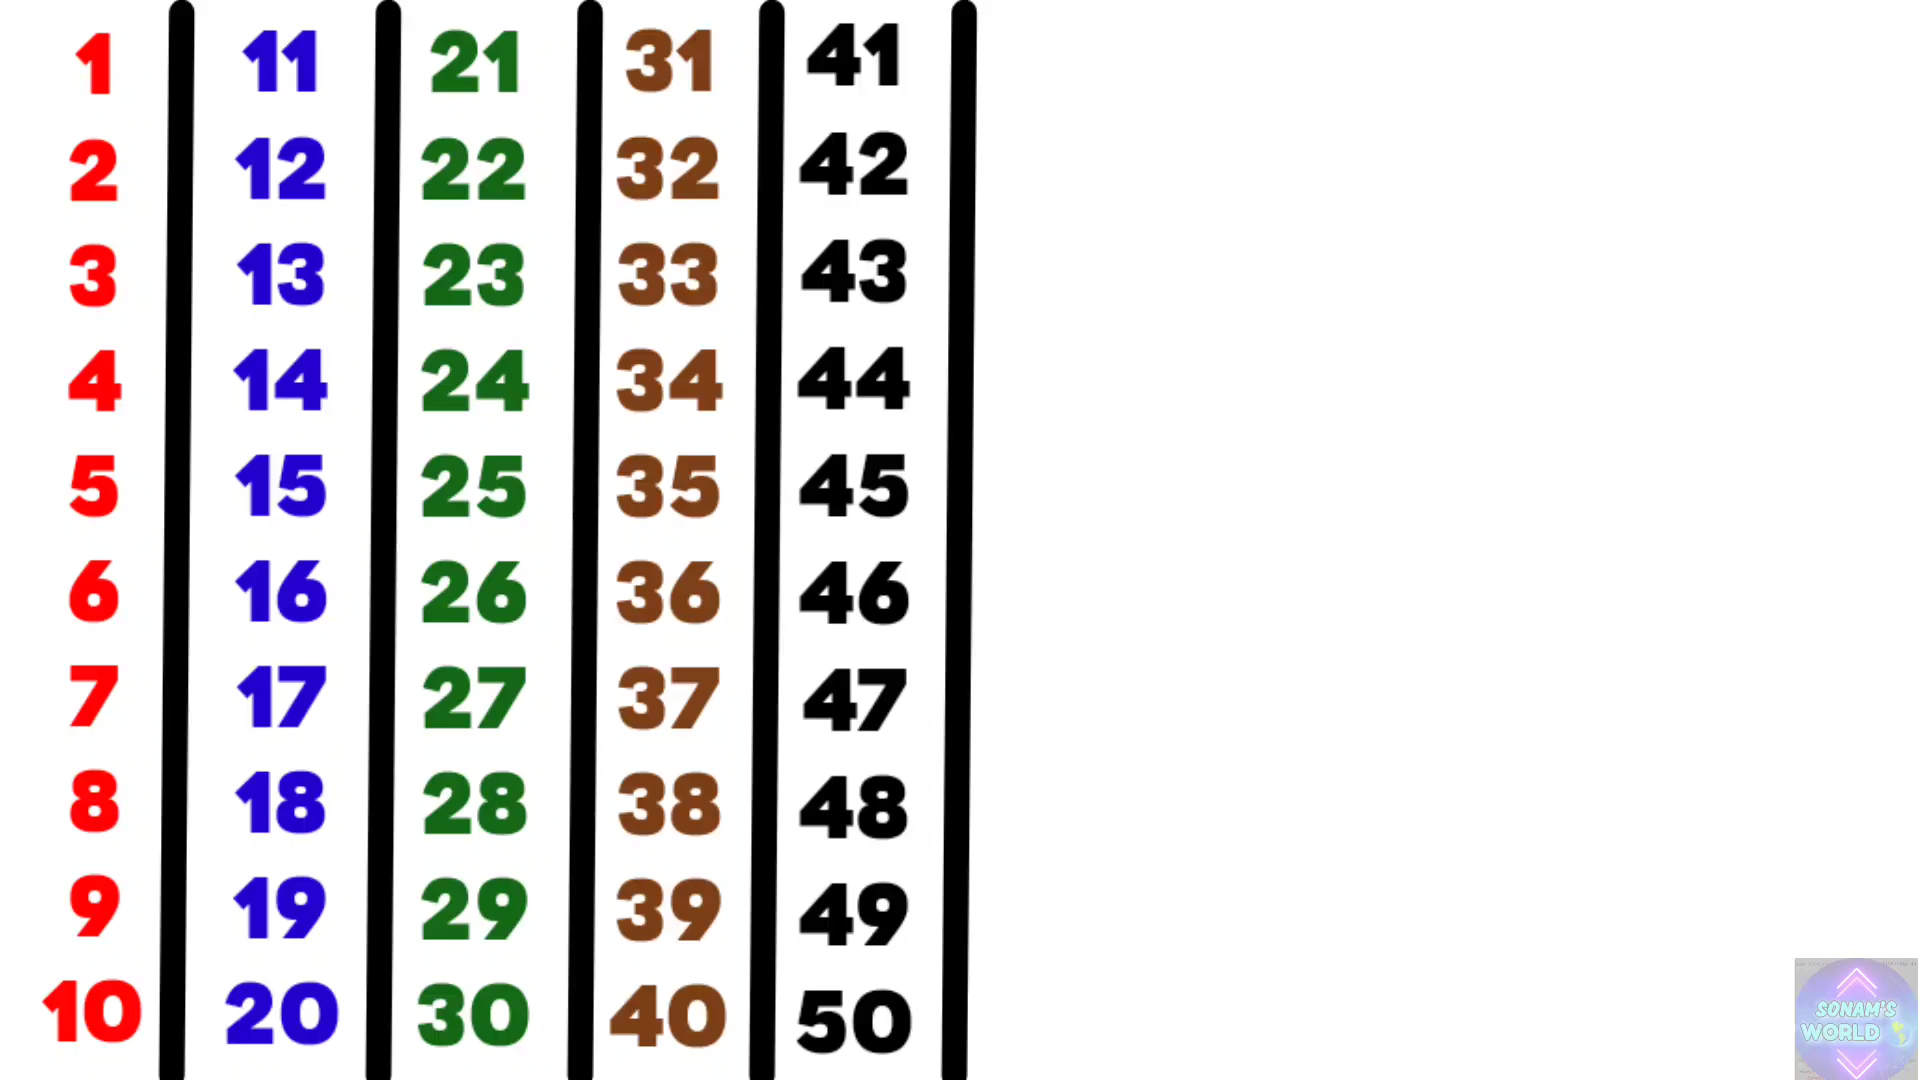 1 11 21 31 41
2 12 22 32 42
3 13 23 33 43
4 14 24 34 44
5 15 25 35 45
6 16 26 36 46
7 17 27 37 47
8 18 28 38 48
9 19 29 39 49
10 20 30 40 50
SONAM'S
WORLD